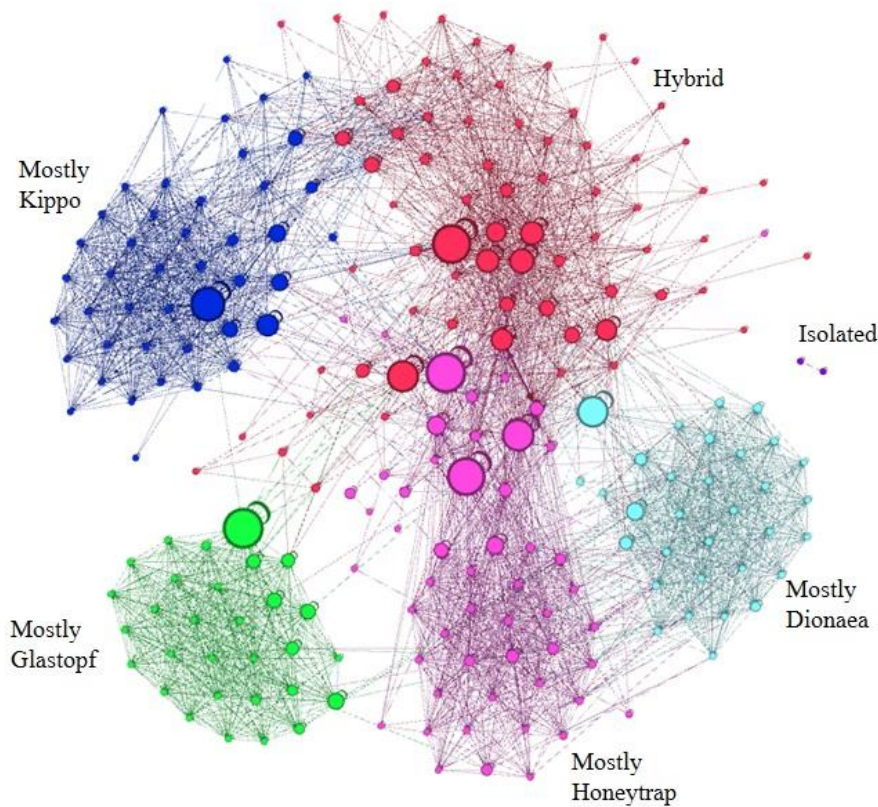 Hybrid
Mostly
Kippo
Isolated
Mostly
Dionaea
Mostly
Glastopf
Mostly
Honeytrap